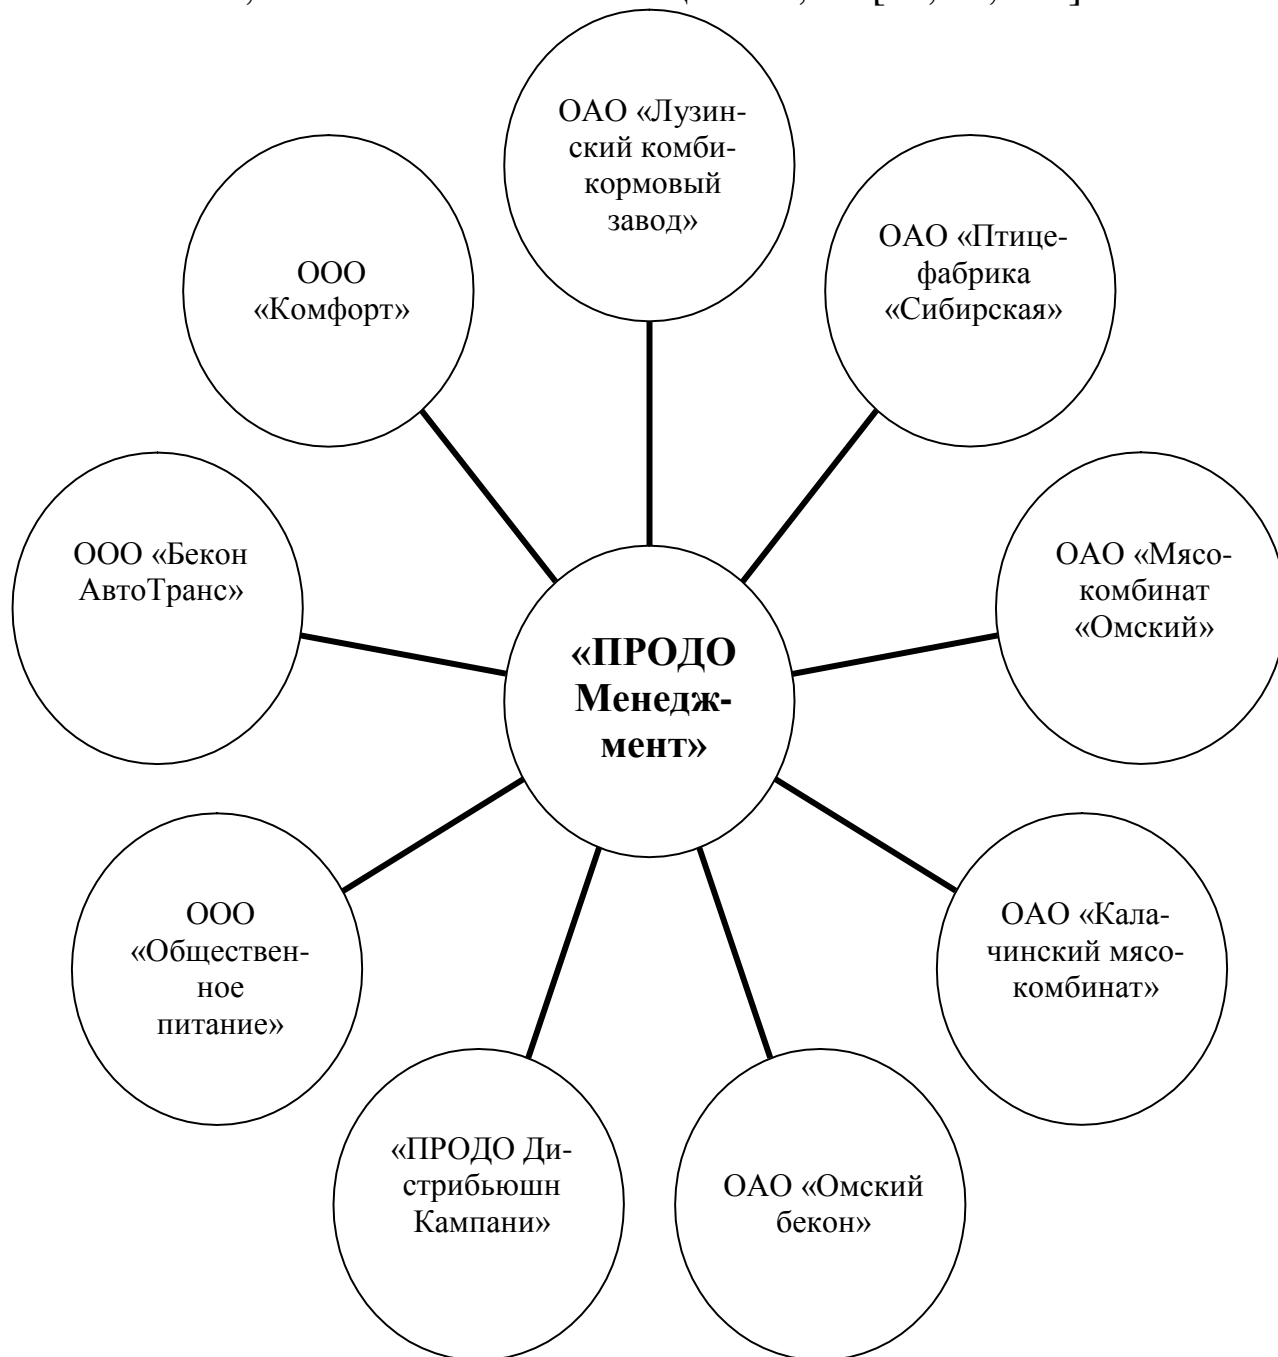 ОАО «Лузин-
ский комби-
кормовый
завод»
ОАО «Птице-
фабрика
«Сибирская»
ООО
«Комфорт»
ООО «Бекон
АвтоТранс»
ОАО «Мясо-
комбинат
«Омский»
«ПРОДО
Менедж-
мент»
ООО
«Обществен-
ное
питание»
ОАО «Кала-
чинский мясо-
комбинат»
«ПРОДО Ди-
стрибьюшн
Кампани»
ОАО «Омский
бекон»